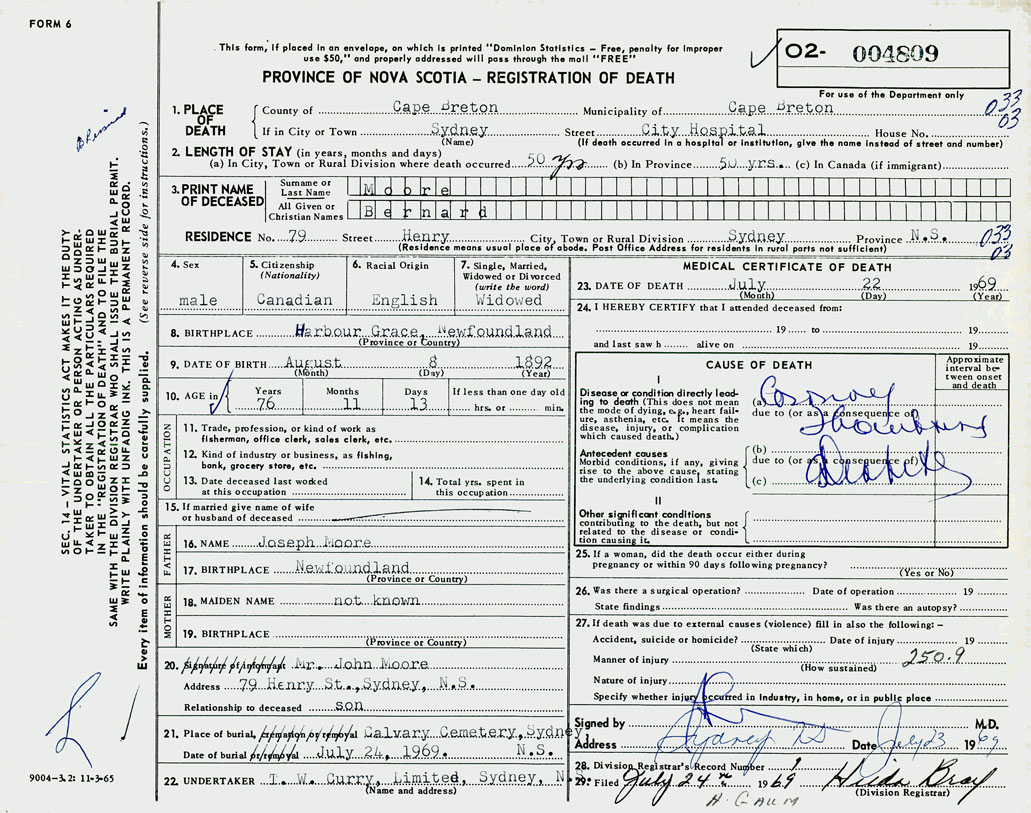 FORM 6
This form, if placed in an envelope, on which is printed "Dominion Statistics – Free, penalty for improper
use $50," and properly addressed will pass through the mail "FREE"
PROVINCE OF NOVA SCOTIA – REGISTRATION OF DEATH
O2- 004809
For use of the Department only
033
03
1. PLACE OF DEATH
County of Cape Breton Municipality of Cape Breton
If in City or Town Sydney Street City Hospital House No.
(Name) (If death occurred in a hospital or institution, give the name instead of street and number)
2. LENGTH OF STAY (in years, months and days)
(a) In City, Town or Rural Division where death occurred 50 yrs (b) In Province 50 yrs. (c) In Canada (if immigrant)
3. PRINT NAME OF DECEASED
Surname or Last Name Moore
All Given or Christian Names Bernard
RESIDENCE No. 79 Street Henry City, Town or Rural Division Sydney Province N.S.
(Residence means usual place of abode. Post Office Address for residents in rural parts not sufficient)
033
03
4. Sex
male
5. Citizenship
(Nationality)
Canadian
6. Racial Origin
English
7. Single, Married,
Widowed or Divorced
(write the word)
Widowed
8. BIRTHPLACE Harbour Grace, Newfoundland
(Province or Country)
9. DATE OF BIRTH August 8 1892
(Month) (Day) (Year)
10. AGE in
Years Months Days If less than one day old
76 11 13 hrs. or min.
OCCUPATION
11. Trade, profession, or kind of work as
fisherman, office clerk, sales clerk, etc.
12. Kind of industry or business, as fishing,
bank, grocery store, etc.
13. Date deceased last worked
at this occupation
14. Total yrs. spent in
this occupation
15. If married give name of wife
or husband of deceased
FATHER
16. NAME Joseph Moore
17. BIRTHPLACE Newfoundland
(Province or Country)
MOTHER
18. MAIDEN NAME not known
19. BIRTHPLACE
(Province or Country)
20. Signature of informant Mr. John Moore
Address 79 Henry St., Sydney, N.S.
Relationship to deceased son
21. Place of burial, cremation or removal Calvary Cemetery, Sydney,
Date of burial or removal July 24, 1969. N.S.
22. UNDERTAKER T. W. Curry, Limited, Sydney, N.S.
(Name and address)
MEDICAL CERTIFICATE OF DEATH
23. DATE OF DEATH July 22 1969
(Month) (Day) (Year)
24. I HEREBY CERTIFY that I attended deceased from:
19 to 19
and last saw h alive on 19
CAUSE OF DEATH
Approximate
interval be-
tween onset
and death
I
Disease or condition directly lead-
ing to death (This does not mean
the mode of dying, e.g., heart fail-
ure, asthenia, etc. It means the
disease, injury, or complication
which caused death.)
(a) Coronary
due to (or as a consequence of)
Thrombosis
Antecedent causes
Morbid conditions, if any, giving
rise to the above cause, stating
the underlying condition last.
(b)
due to (or as a consequence of)
Diabetes
(c)
II
Other significant conditions
contributing to the death, but not
related to the disease or condi-
tion causing it.
25. If a woman, did the death occur either during
pregnancy or within 90 days following pregnancy?
(Yes or No)
26. Was there a surgical operation? Date of operation 19
State findings Was there an autopsy?
27. If death was due to external causes (violence) fill in also the following: –
Accident, suicide or homicide? Date of injury 19
(State which)
250.9
Manner of injury
(How sustained)
Nature of injury
Specify whether injury occurred in industry, in home, or in public place
Signed by M.D.
Address Sydney NS Date July 23 1969
28. Division Registrar's Record Number
29. Filed July 24th 1969 Hilda Bray
(Division Registrar)
H. GAUM
SEC. 14 – VITAL STATISTICS ACT MAKES IT THE DUTY
OF THE UNDERTAKER OR PERSON ACTING AS UNDER-
TAKER TO OBTAIN ALL THE PARTICULARS REQUIRED
IN THE "REGISTRATION OF DEATH" AND TO FILE THE
SAME WITH THE DIVISION REGISTRAR WHO SHALL ISSUE THE BURIAL PERMIT.
WRITE PLAINLY WITH UNFADING INK. THIS IS A PERMANENT RECORD.
Every item of information should be carefully supplied. (See reverse side for instructions.)
9004–3.2: 11-3-65